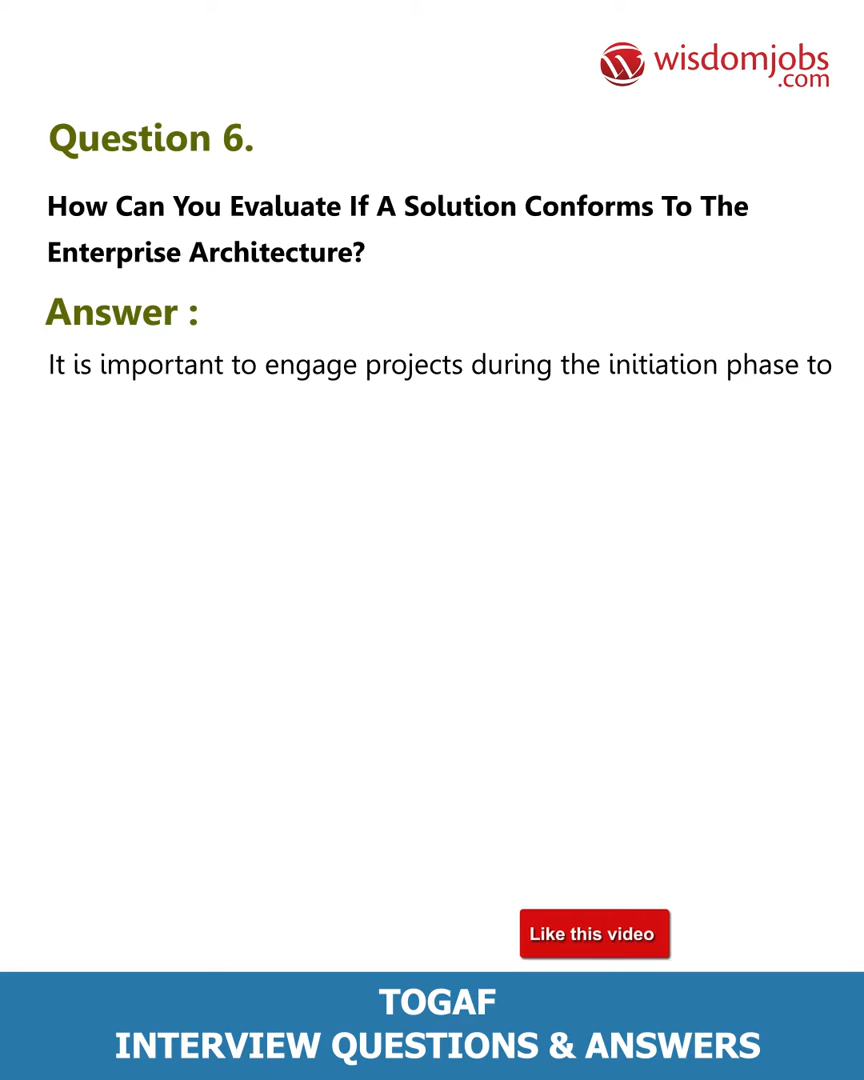 wisdomjobs
.com
Question 6.
How Can You Evaluate If A Solution Conforms To The
Enterprise Architecture?
Answer :
It is important to engage projects during the initiation phase to
Like this video
TOGAF
INTERVIEW QUESTIONS & ANSWERS